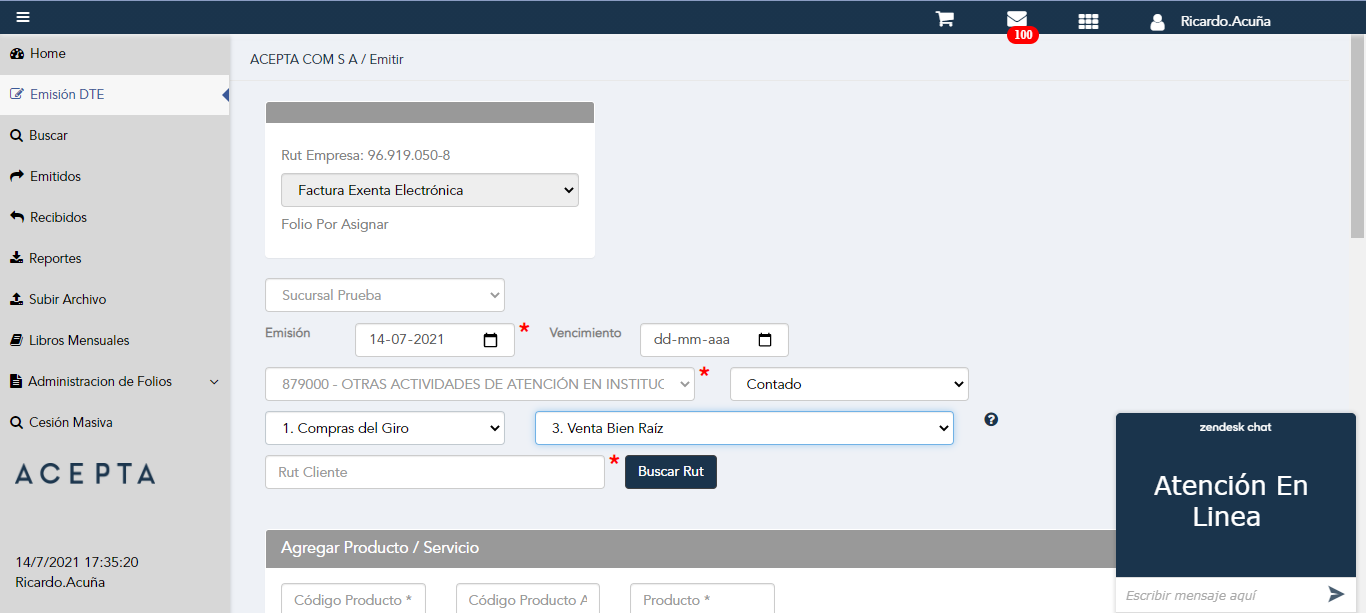 100
Ricardo.Acuña
Home
Emisión DTE
Buscar
Emitidos
Recibidos
Reportes
Subir Archivo
Libros Mensuales
Administracion de Folios
Cesión Masiva
ACEPTA
14/7/2021 17:35:20
Ricardo.Acuña
ACEPTA COM S A / Emitir
Rut Empresa: 96.919.050-8
Factura Exenta Electrónica
Folio Por Asignar
Sucursal Prueba
Emisión 14-07-2021 * Vencimiento dd-mm-aaa
879000 - OTRAS ACTIVIDADES DE ATENCIÓN EN INSTITUC * Contado
1. Compras del Giro 3. Venta Bien Raíz ?
Rut Cliente * Buscar Rut
Agregar Producto / Servicio
Código Producto * Código Producto A Producto *
zendesk chat
Atención En
Linea
Escribir mensaje aquí